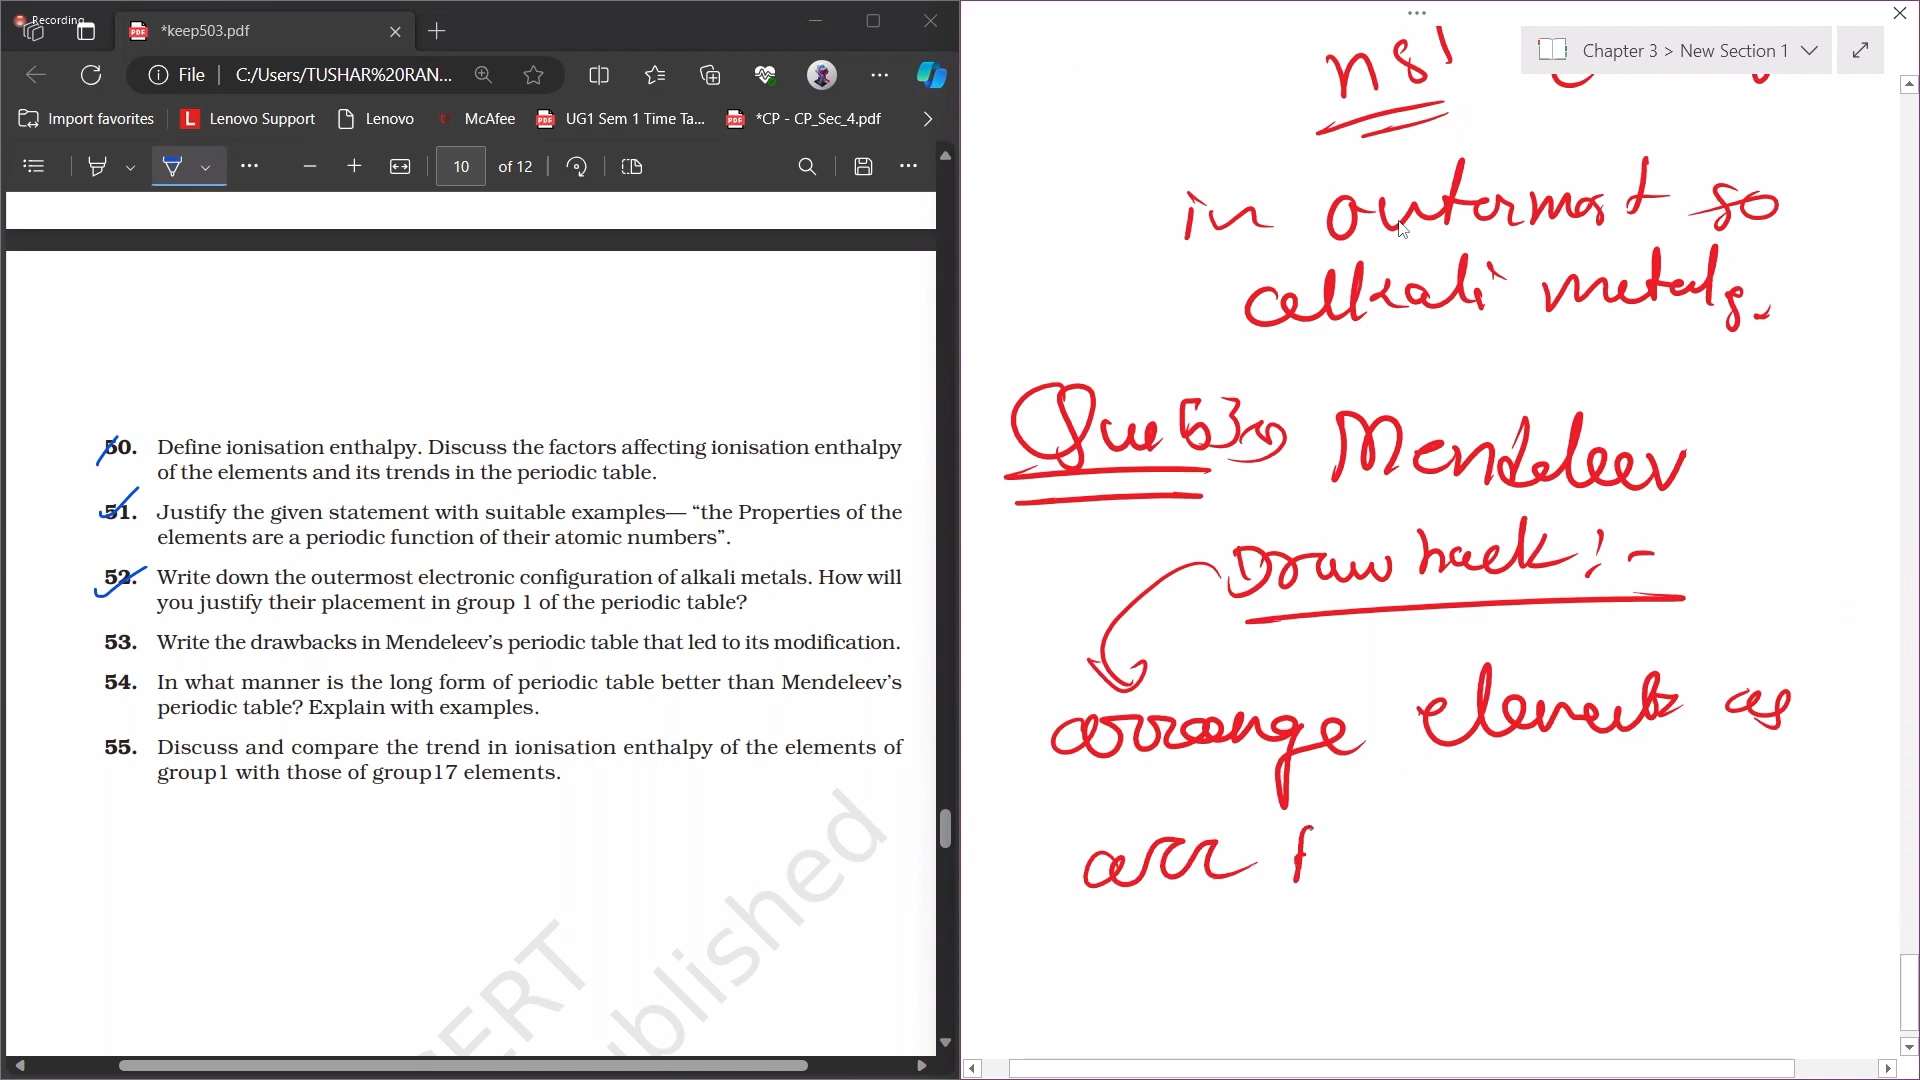 Recording
*keep503.pdf
File
C:/Users/TUSHAR%20RAN...
Import favorites
Lenovo Support
Lenovo
McAfee
UG1 Sem 1 Time Ta...
*CP - CP_Sec_4.pdf
10 of 12
50. Define ionisation enthalpy. Discuss the factors affecting ionisation enthalpy
of the elements and its trends in the periodic table.
51. Justify the given statement with suitable examples— “the Properties of the
elements are a periodic function of their atomic numbers”.
52. Write down the outermost electronic configuration of alkali metals. How will
you justify their placement in group 1 of the periodic table?
53. Write the drawbacks in Mendeleev’s periodic table that led to its modification.
54. In what manner is the long form of periodic table better than Mendeleev’s
periodic table? Explain with examples.
55. Discuss and compare the trend in ionisation enthalpy of the elements of
group1 with those of group17 elements.
Chapter 3 > New Section 1
ns1
in outermost so
alkali metals.
Que 53 Mendeleev
Drawback :-
arrange elements as
acc